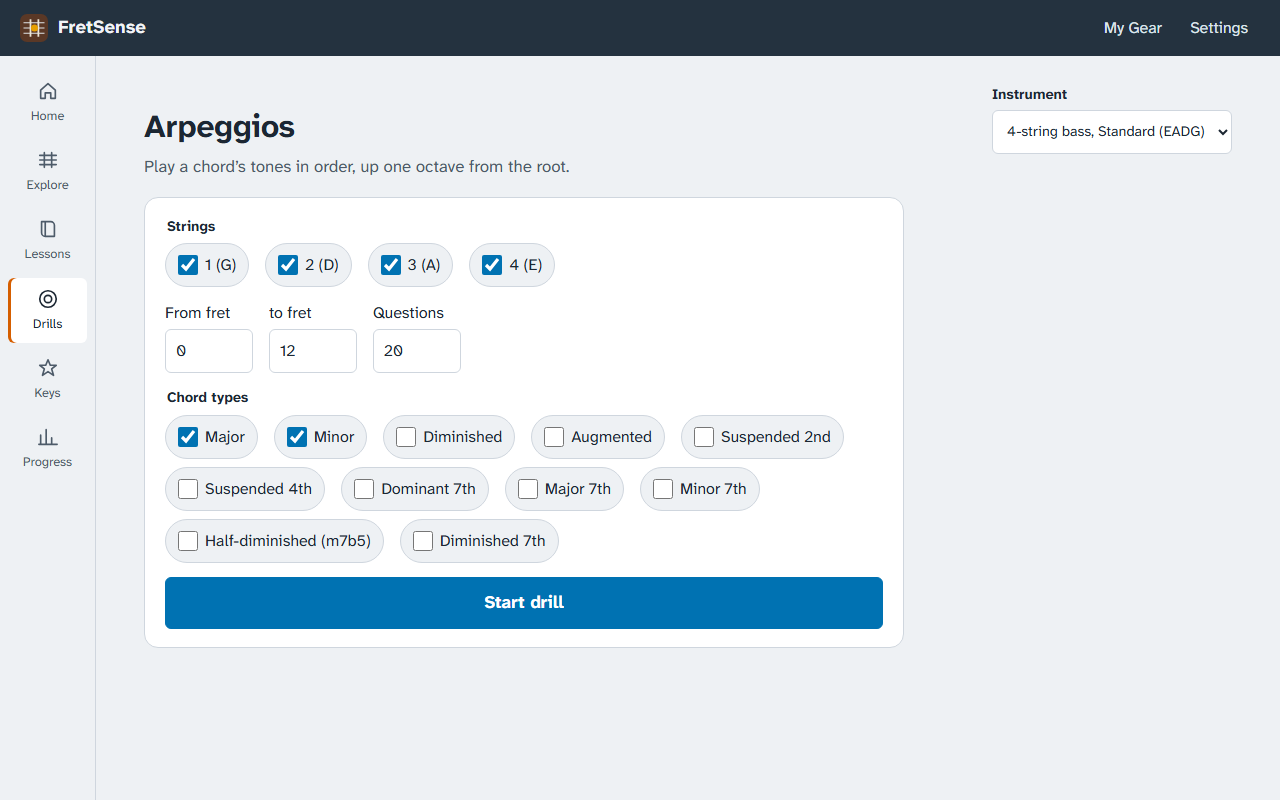 FretSense
My Gear
Settings
Home
Explore
Lessons
Drills
Keys
Progress
Instrument
4-string bass, Standard (EADG)
Arpeggios
Play a chord’s tones in order, up one octave from the root.
Strings
1 (G)
2 (D)
3 (A)
4 (E)
From fret
to fret
Questions
0
12
20
Chord types
Major
Minor
Diminished
Augmented
Suspended 2nd
Suspended 4th
Dominant 7th
Major 7th
Minor 7th
Half-diminished (m7b5)
Diminished 7th
Start drill